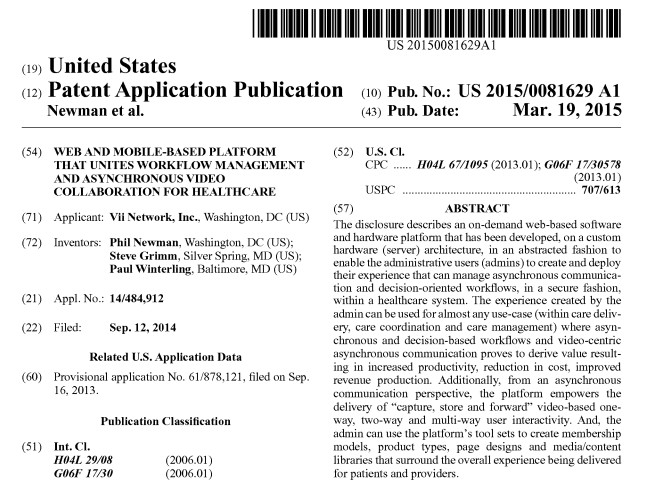 US 20150081629A1
(19) United States
(12) Patent Application Publication
Newman et al.
(10) Pub. No.: US 2015/0081629 A1
(43) Pub. Date: Mar. 19, 2015
(54) WEB AND MOBILE-BASED PLATFORM
THAT UNITES WORKFLOW MANAGEMENT
AND ASYNCHRONOUS VIDEO
COLLABORATION FOR HEALTHCARE
(71) Applicant: Vii Network, Inc., Washington, DC (US)
(72) Inventors: Phil Newman, Washington, DC (US);
Steve Grimm, Silver Spring, MD (US);
Paul Winterling, Baltimore, MD (US)
(21) Appl. No.: 14/484,912
(22) Filed: Sep. 12, 2014
Related U.S. Application Data
(60) Provisional application No. 61/878,121, filed on Sep.
16, 2013.
Publication Classification
(51) Int. Cl.
H04L 29/08 (2006.01)
G06F 17/30 (2006.01)
(52) U.S. Cl.
CPC ...... H04L 67/1095 (2013.01); G06F 17/30578
(2013.01)
USPC .......................................................... 707/613
(57) ABSTRACT
The disclosure describes an on-demand web-based software
and hardware platform that has been developed, on a custom
hardware (server) architecture, in an abstracted fashion to
enable the administrative users (admins) to create and deploy
their experience that can manage asynchronous communica-
tion and decision-oriented workflows, in a secure fashion,
within a healthcare system. The experience created by the
admin can be used for almost any use-case (within care deliv-
ery, care coordination and care management) where asyn-
chronous and decision-based workflows and video-centric
asynchronous communication proves to derive value result-
ing in increased productivity, reduction in cost, improved
revenue production. Additionally, from an asynchronous
communication perspective, the platform empowers the
delivery of “capture, store and forward” video-based one-
way, two-way and multi-way user interactivity. And, the
admin can use the platform’s tool sets to create membership
models, product types, page designs and media/content
libraries that surround the overall experience being delivered
for patients and providers.